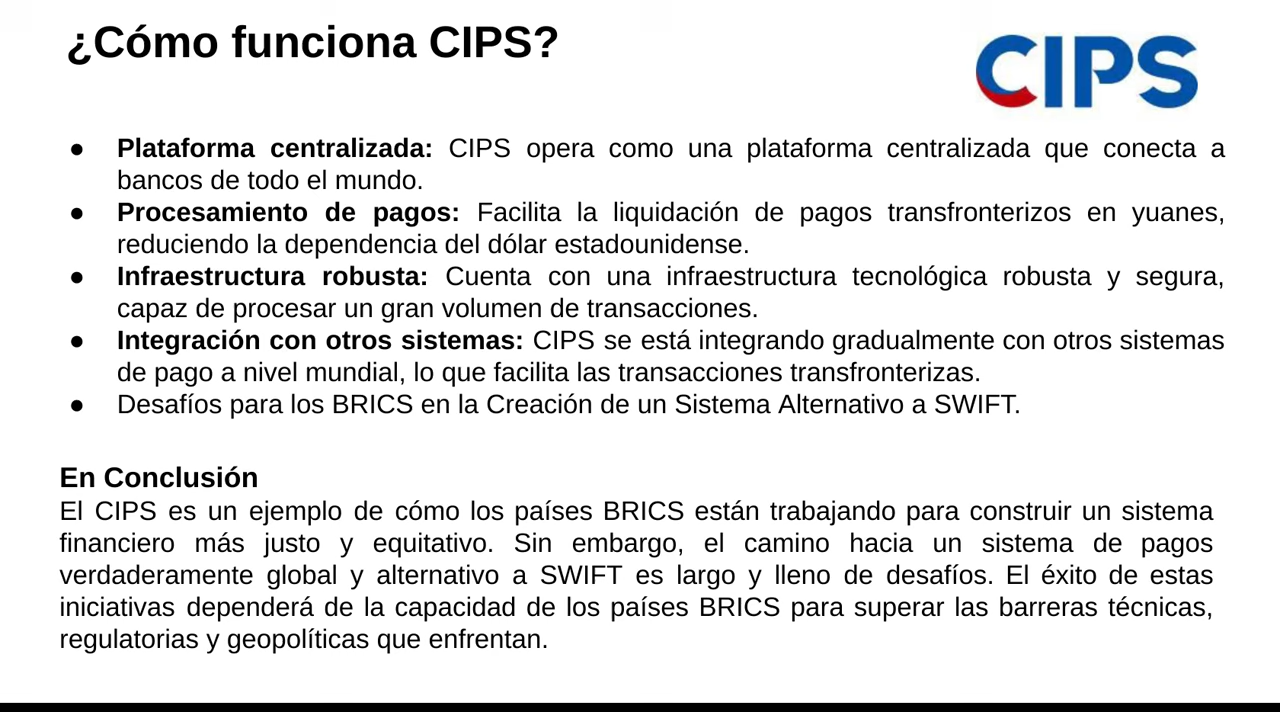 ¿Cómo funciona CIPS?
CIPS
● Plataforma centralizada: CIPS opera como una plataforma centralizada que conecta a
bancos de todo el mundo.
● Procesamiento de pagos: Facilita la liquidación de pagos transfronterizos en yuanes,
reduciendo la dependencia del dólar estadounidense.
● Infraestructura robusta: Cuenta con una infraestructura tecnológica robusta y segura,
capaz de procesar un gran volumen de transacciones.
● Integración con otros sistemas: CIPS se está integrando gradualmente con otros sistemas
de pago a nivel mundial, lo que facilita las transacciones transfronterizas.
● Desafíos para los BRICS en la Creación de un Sistema Alternativo a SWIFT.
En Conclusión
El CIPS es un ejemplo de cómo los países BRICS están trabajando para construir un sistema
financiero más justo y equitativo. Sin embargo, el camino hacia un sistema de pagos
verdaderamente global y alternativo a SWIFT es largo y lleno de desafíos. El éxito de estas
iniciativas dependerá de la capacidad de los países BRICS para superar las barreras técnicas,
regulatorias y geopolíticas que enfrentan.